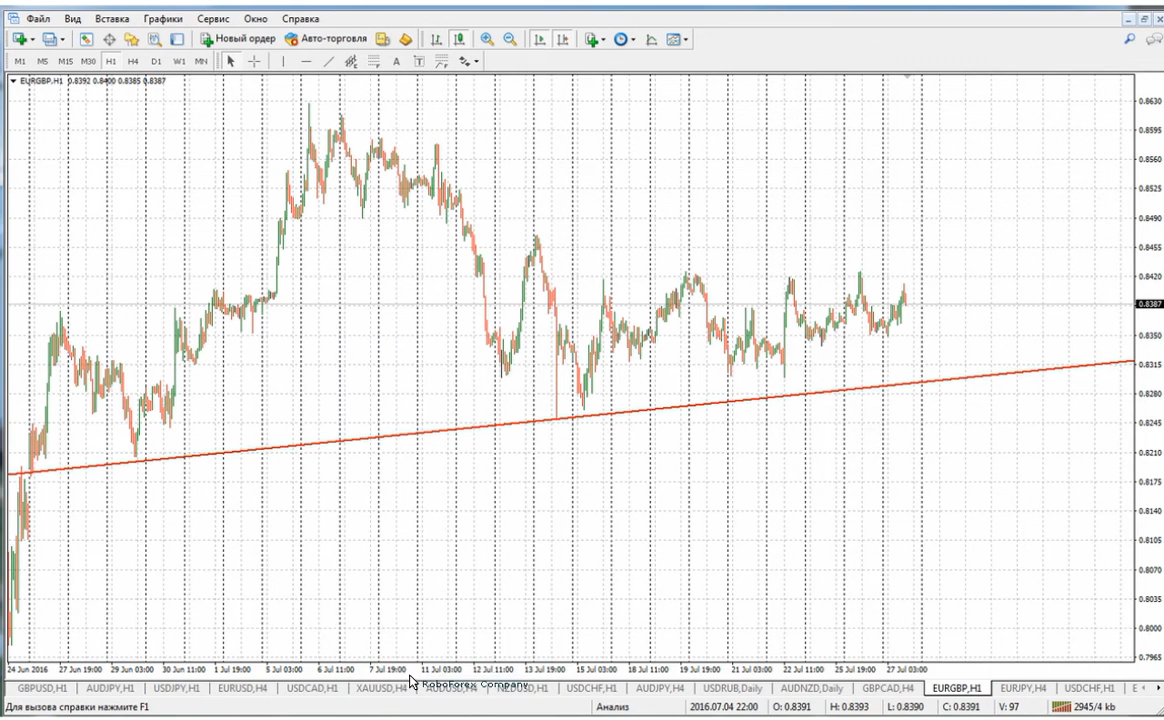 Файл Вид Вставка Графики Сервис Окно Справка
Новый ордер Авто-торговля
M1 M5 M15 M30 H1 H4 D1 W1 MN
EURGBP,H1 0.8392 0.8400 0.8385 0.8387
0.8630
0.8595
0.8560
0.8525
0.8490
0.8455
0.8420
0.8387
0.8350
0.8315
0.8280
0.8245
0.8210
0.8175
0.8140
0.8105
0.8070
0.8035
0.8000
0.7965
24 Jun 2016 27 Jun 19:00 29 Jun 03:00 30 Jun 11:00 1 Jul 19:00 5 Jul 03:00 6 Jul 11:00 7 Jul 19:00 11 Jul 03:00 12 Jul 11:00 13 Jul 19:00 15 Jul 03:00 18 Jul 11:00 19 Jul 19:00 21 Jul 03:00 22 Jul 11:00 25 Jul 19:00 27 Jul 03:00
RoboForex Company
GBPUSD,H1 AUDJPY,H1 USDJPY,H1 EURUSD,H4 USDCAD,H1 XAUUSD,H4 USDCHF,H1 AUDJPY,H4 USDRUB,Daily AUDNZD,Daily GBPCAD,H4 EURGBP,H1 EURJPY,H4 USDCHF,H1 E
Для вызова справки нажмите F1 Анализ 2016.07.04 22:00 O: 0.8391 H: 0.8393 L: 0.8390 C: 0.8391 V: 97 2945/4 kb